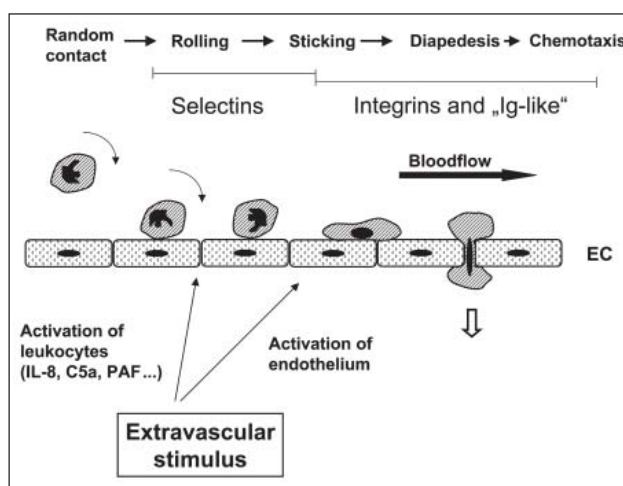 Random contact → Rolling → Sticking → Diapedesis → Chemotaxis
Selectins
Integrins and „Ig-like“
Bloodflow
EC
Activation of
leukocytes
(IL-8, C5a, PAF...)
Activation of
endothelium
Extravascular
stimulus